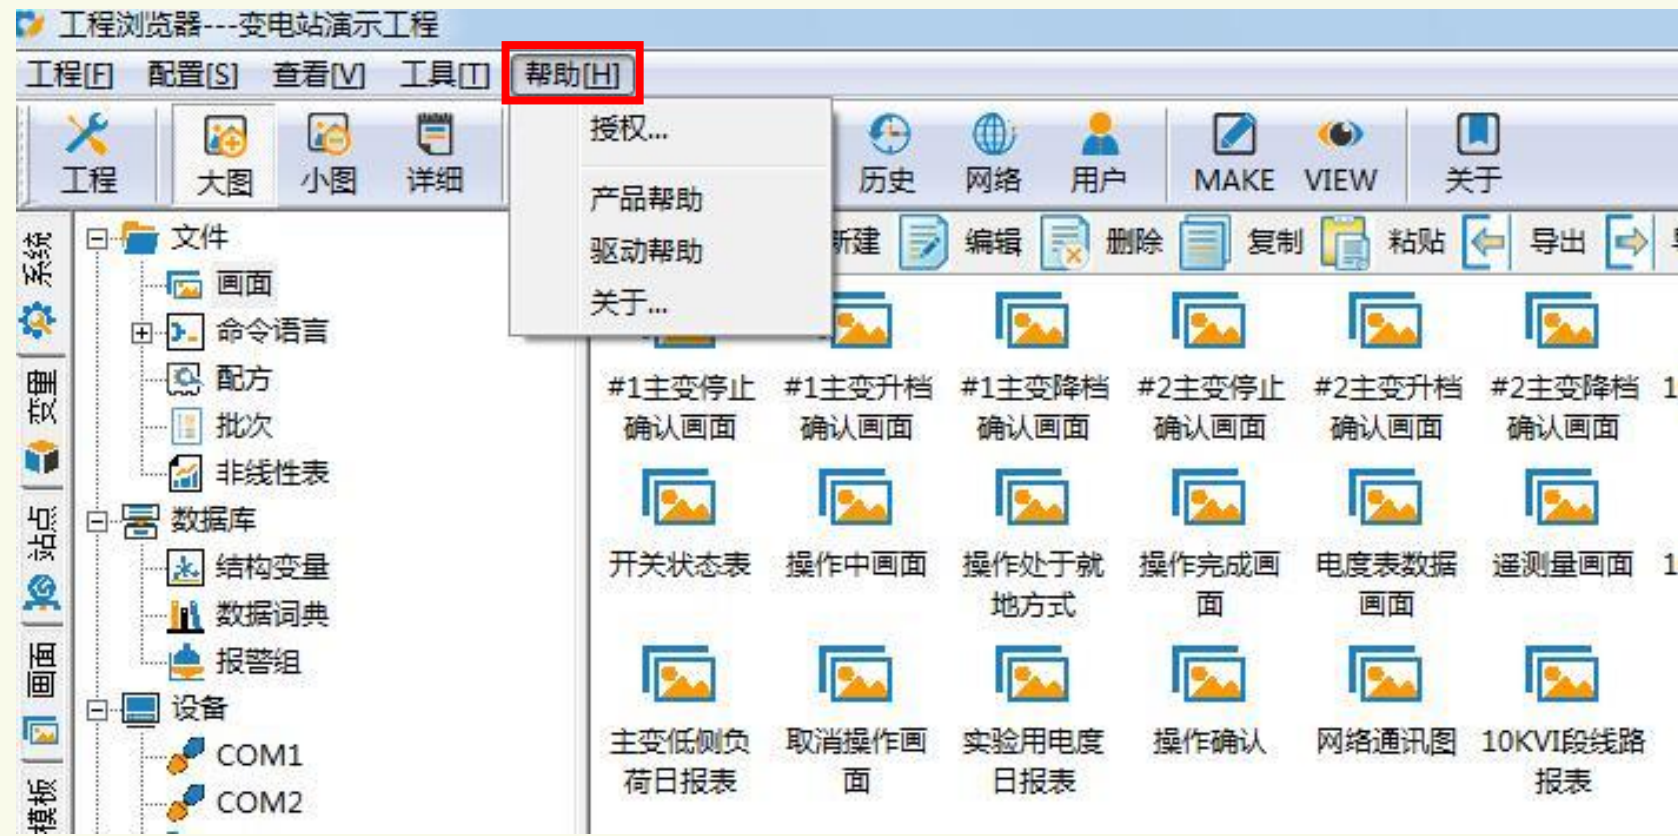 工程浏览器---变电站演示工程
工程[F] 配置[S] 查看[V] 工具[T] 帮助[H]
授权...
产品帮助
驱动帮助
关于...
工程 大图 小图 详细 历史 网络 用户 MAKE VIEW 关于
新建 编辑 删除 复制 粘贴 导出
系统
变量
站点
画面
模板
文件
画面
命令语言
配方
批次
非线性表
数据库
结构变量
数据词典
报警组
设备
COM1
COM2
#1主变停止 #1主变升档 #1主变降档 #2主变停止 #2主变升档 #2主变降档 1
确认画面 确认画面 确认画面 确认画面 确认画面 确认画面
开关状态表 操作中画面 操作处于就 操作完成画 电度表数据 遥测量画面 1
地方式 面 画面
主变低侧负 取消操作画 实验用电度 操作确认 网络通讯图 10KVI段线路
荷日报表 面 日报表 报表